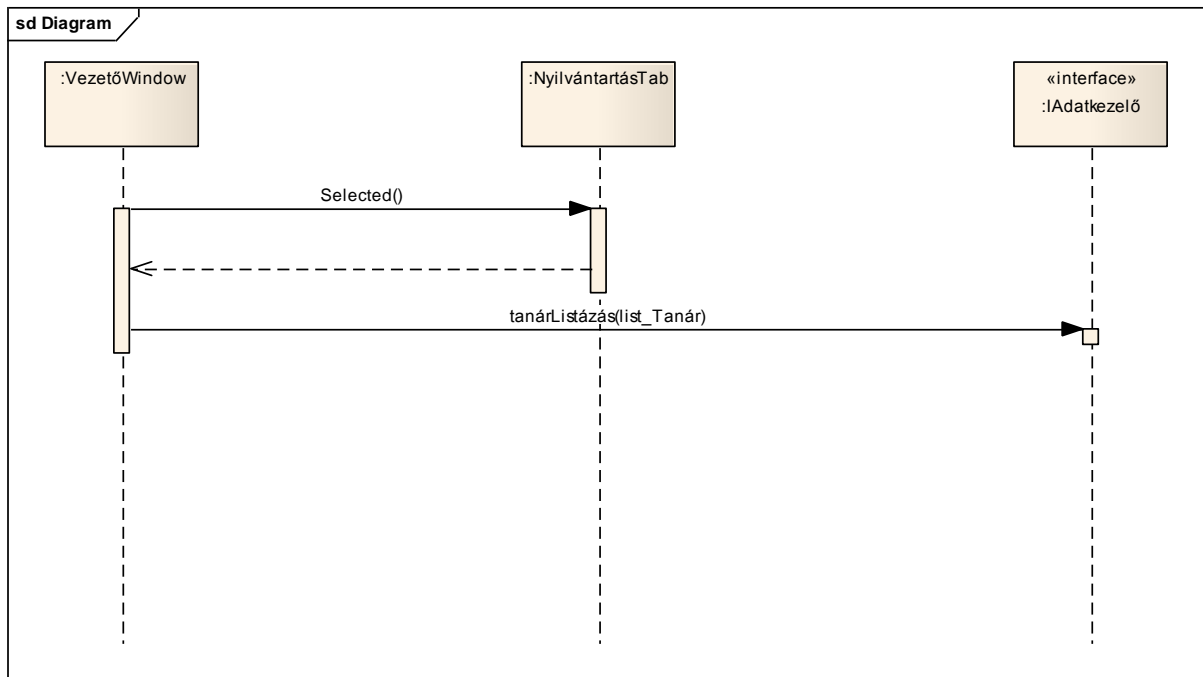 sd Diagram
:VezetőWindow
:NyilvántartásTab
«interface»
:IAdatkezelő
Selected()
tanárListázás(list_Tanár)